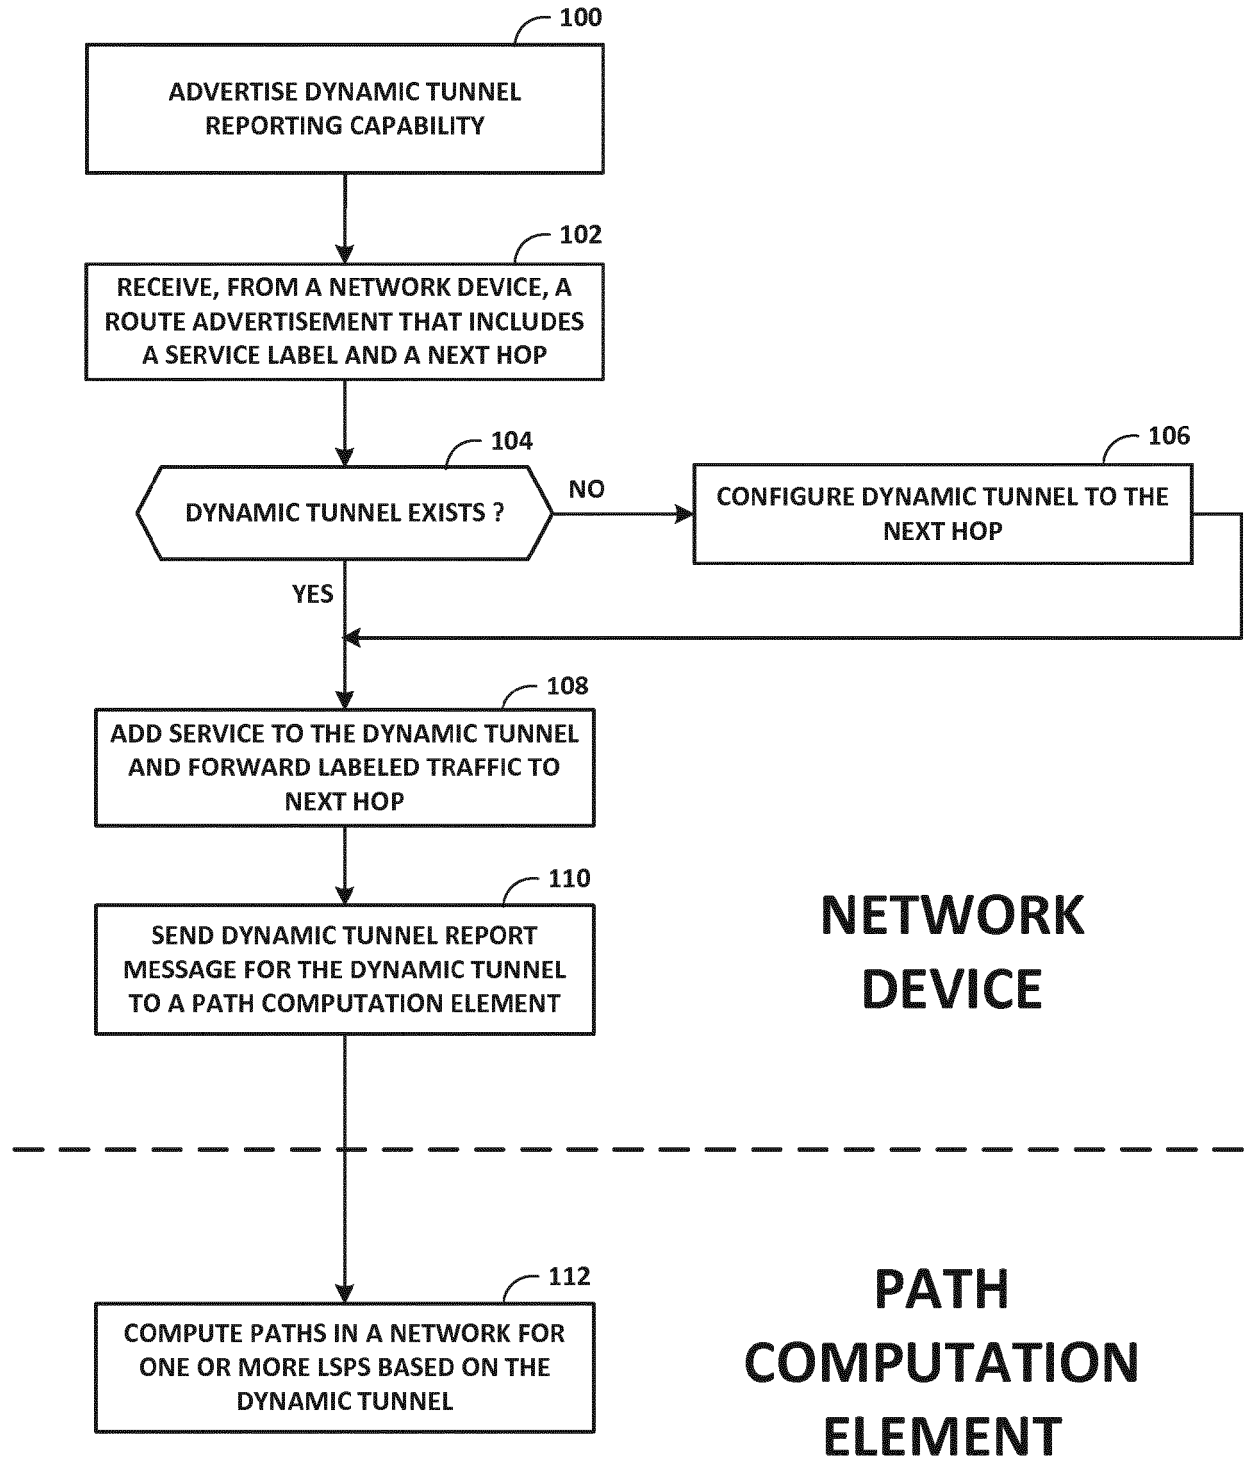 100
ADVERTISE DYNAMIC TUNNEL
REPORTING CAPABILITY
102
RECEIVE, FROM A NETWORK DEVICE, A
ROUTE ADVERTISEMENT THAT INCLUDES
A SERVICE LABEL AND A NEXT HOP
104
DYNAMIC TUNNEL EXISTS ?
NO
106
CONFIGURE DYNAMIC TUNNEL TO THE
NEXT HOP
YES
108
ADD SERVICE TO THE DYNAMIC TUNNEL
AND FORWARD LABELED TRAFFIC TO
NEXT HOP
110
SEND DYNAMIC TUNNEL REPORT
MESSAGE FOR THE DYNAMIC TUNNEL
TO A PATH COMPUTATION ELEMENT
NETWORK
DEVICE
112
COMPUTE PATHS IN A NETWORK FOR
ONE OR MORE LSPS BASED ON THE
DYNAMIC TUNNEL
PATH
COMPUTATION
ELEMENT